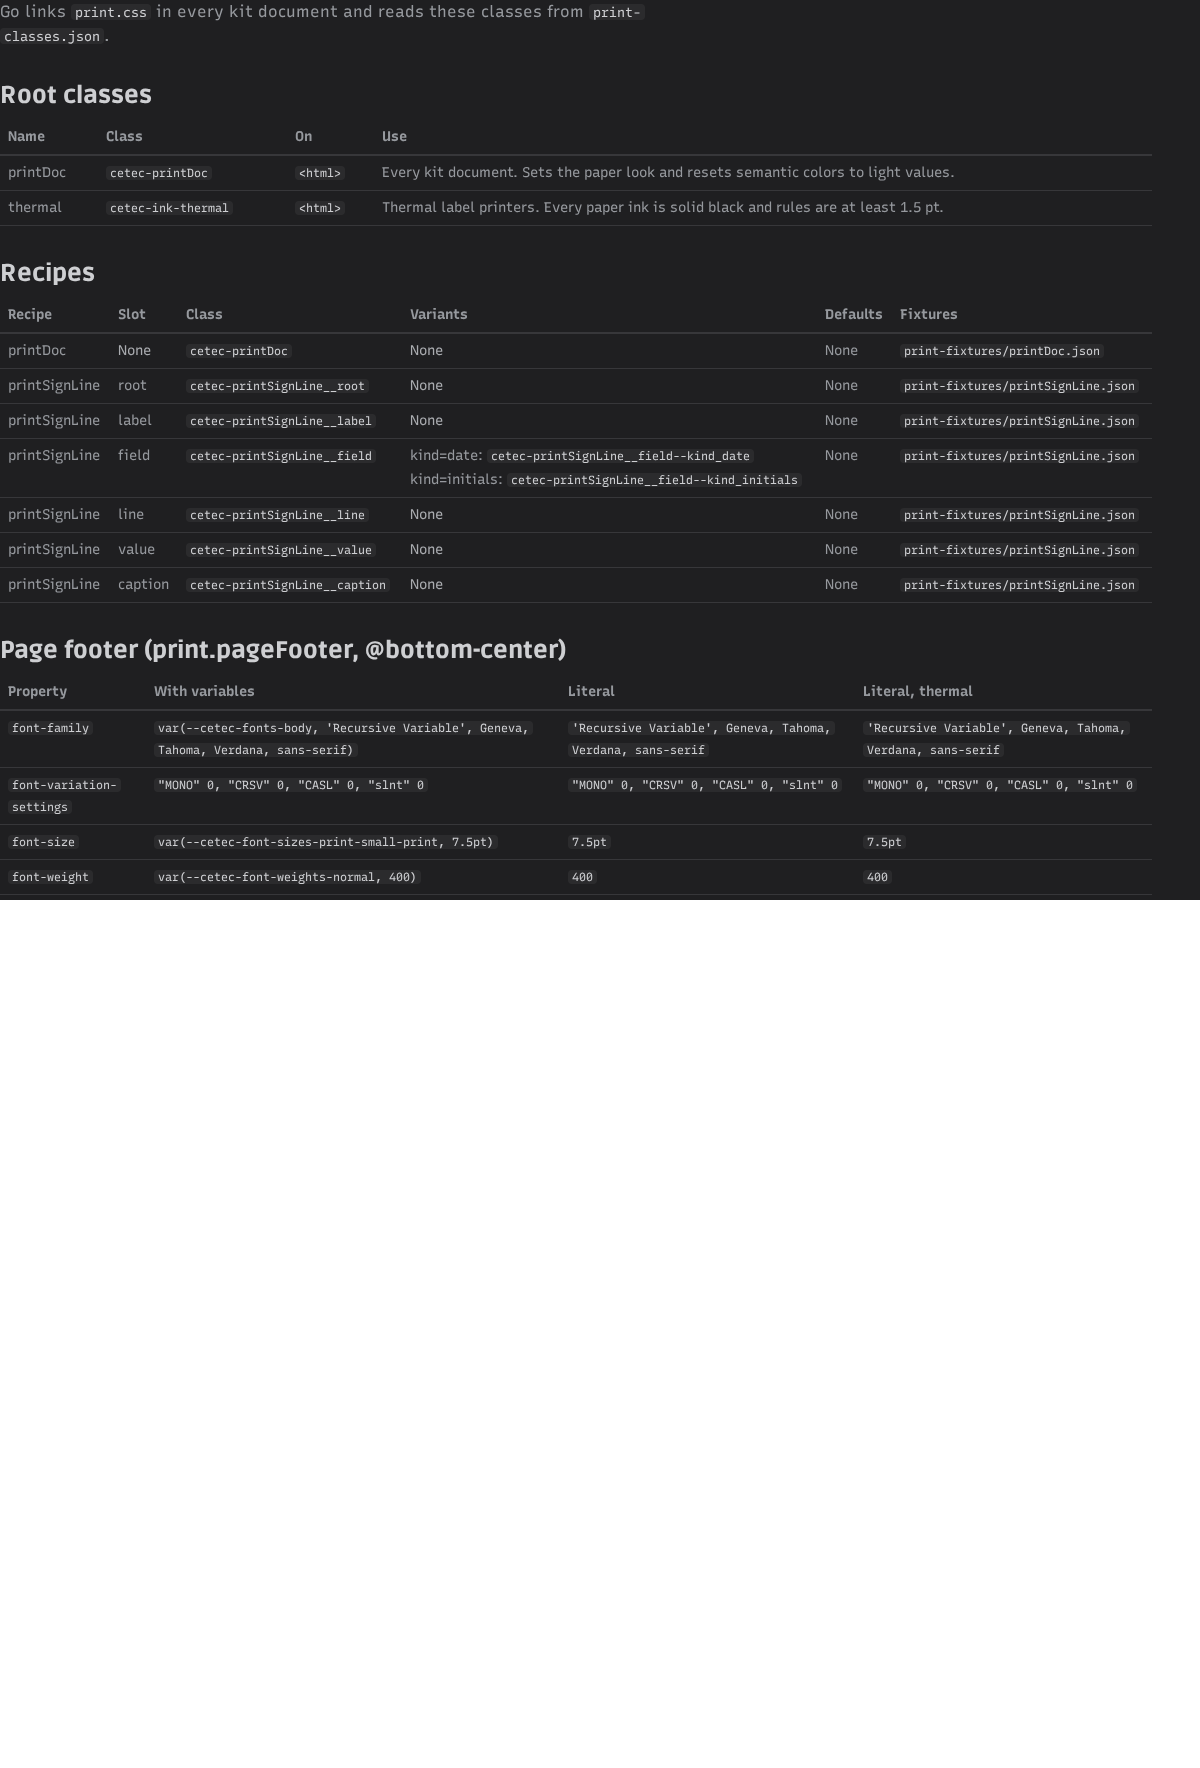 Go links print.css in every kit document and reads these classes from print-
classes.json.
Root classes
Name Class On Use
printDoc cetec-printDoc <html> Every kit document. Sets the paper look and resets semantic colors to light values.
thermal cetec-ink-thermal <html> Thermal label printers. Every paper ink is solid black and rules are at least 1.5 pt.
Recipes
Recipe Slot Class Variants Defaults Fixtures
printDoc None cetec-printDoc None None print-fixtures/printDoc.json
printSignLine root cetec-printSignLine__root None None print-fixtures/printSignLine.json
printSignLine label cetec-printSignLine__label None None print-fixtures/printSignLine.json
printSignLine field cetec-printSignLine__field kind=date: cetec-printSignLine__field--kind_date None print-fixtures/printSignLine.json
kind=initials: cetec-printSignLine__field--kind_initials
printSignLine line cetec-printSignLine__line None None print-fixtures/printSignLine.json
printSignLine value cetec-printSignLine__value None None print-fixtures/printSignLine.json
printSignLine caption cetec-printSignLine__caption None None print-fixtures/printSignLine.json
Page footer (print.pageFooter, @bottom-center)
Property With variables Literal Literal, thermal
font-family var(--cetec-fonts-body, 'Recursive Variable', Geneva, 'Recursive Variable', Geneva, Tahoma, 'Recursive Variable', Geneva, Tahoma,
Tahoma, Verdana, sans-serif) Verdana, sans-serif Verdana, sans-serif
font-variation- "MONO" 0, "CRSV" 0, "CASL" 0, "slnt" 0 "MONO" 0, "CRSV" 0, "CASL" 0, "slnt" 0 "MONO" 0, "CRSV" 0, "CASL" 0, "slnt" 0
settings
font-size var(--cetec-font-sizes-print-small-print, 7.5pt) 7.5pt 7.5pt
font-weight var(--cetec-font-weights-normal, 400) 400 400